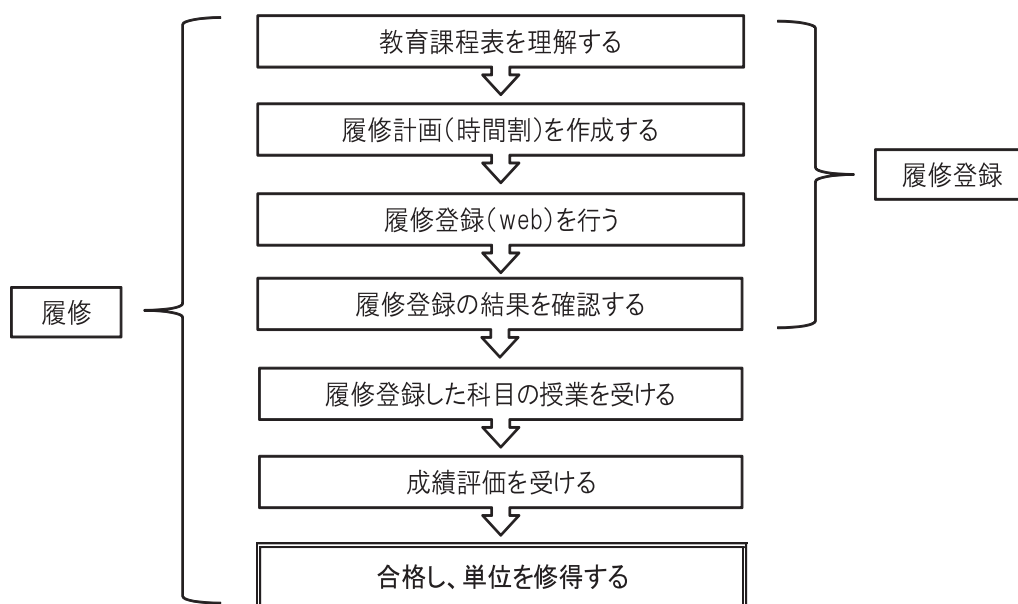 教育課程表を理解する
履修計画(時間割)を作成する
履修登録
履修登録(web)を行う
履修登録の結果を確認する
履修
履修登録した科目の授業を受ける
成績評価を受ける
合格し、単位を修得する